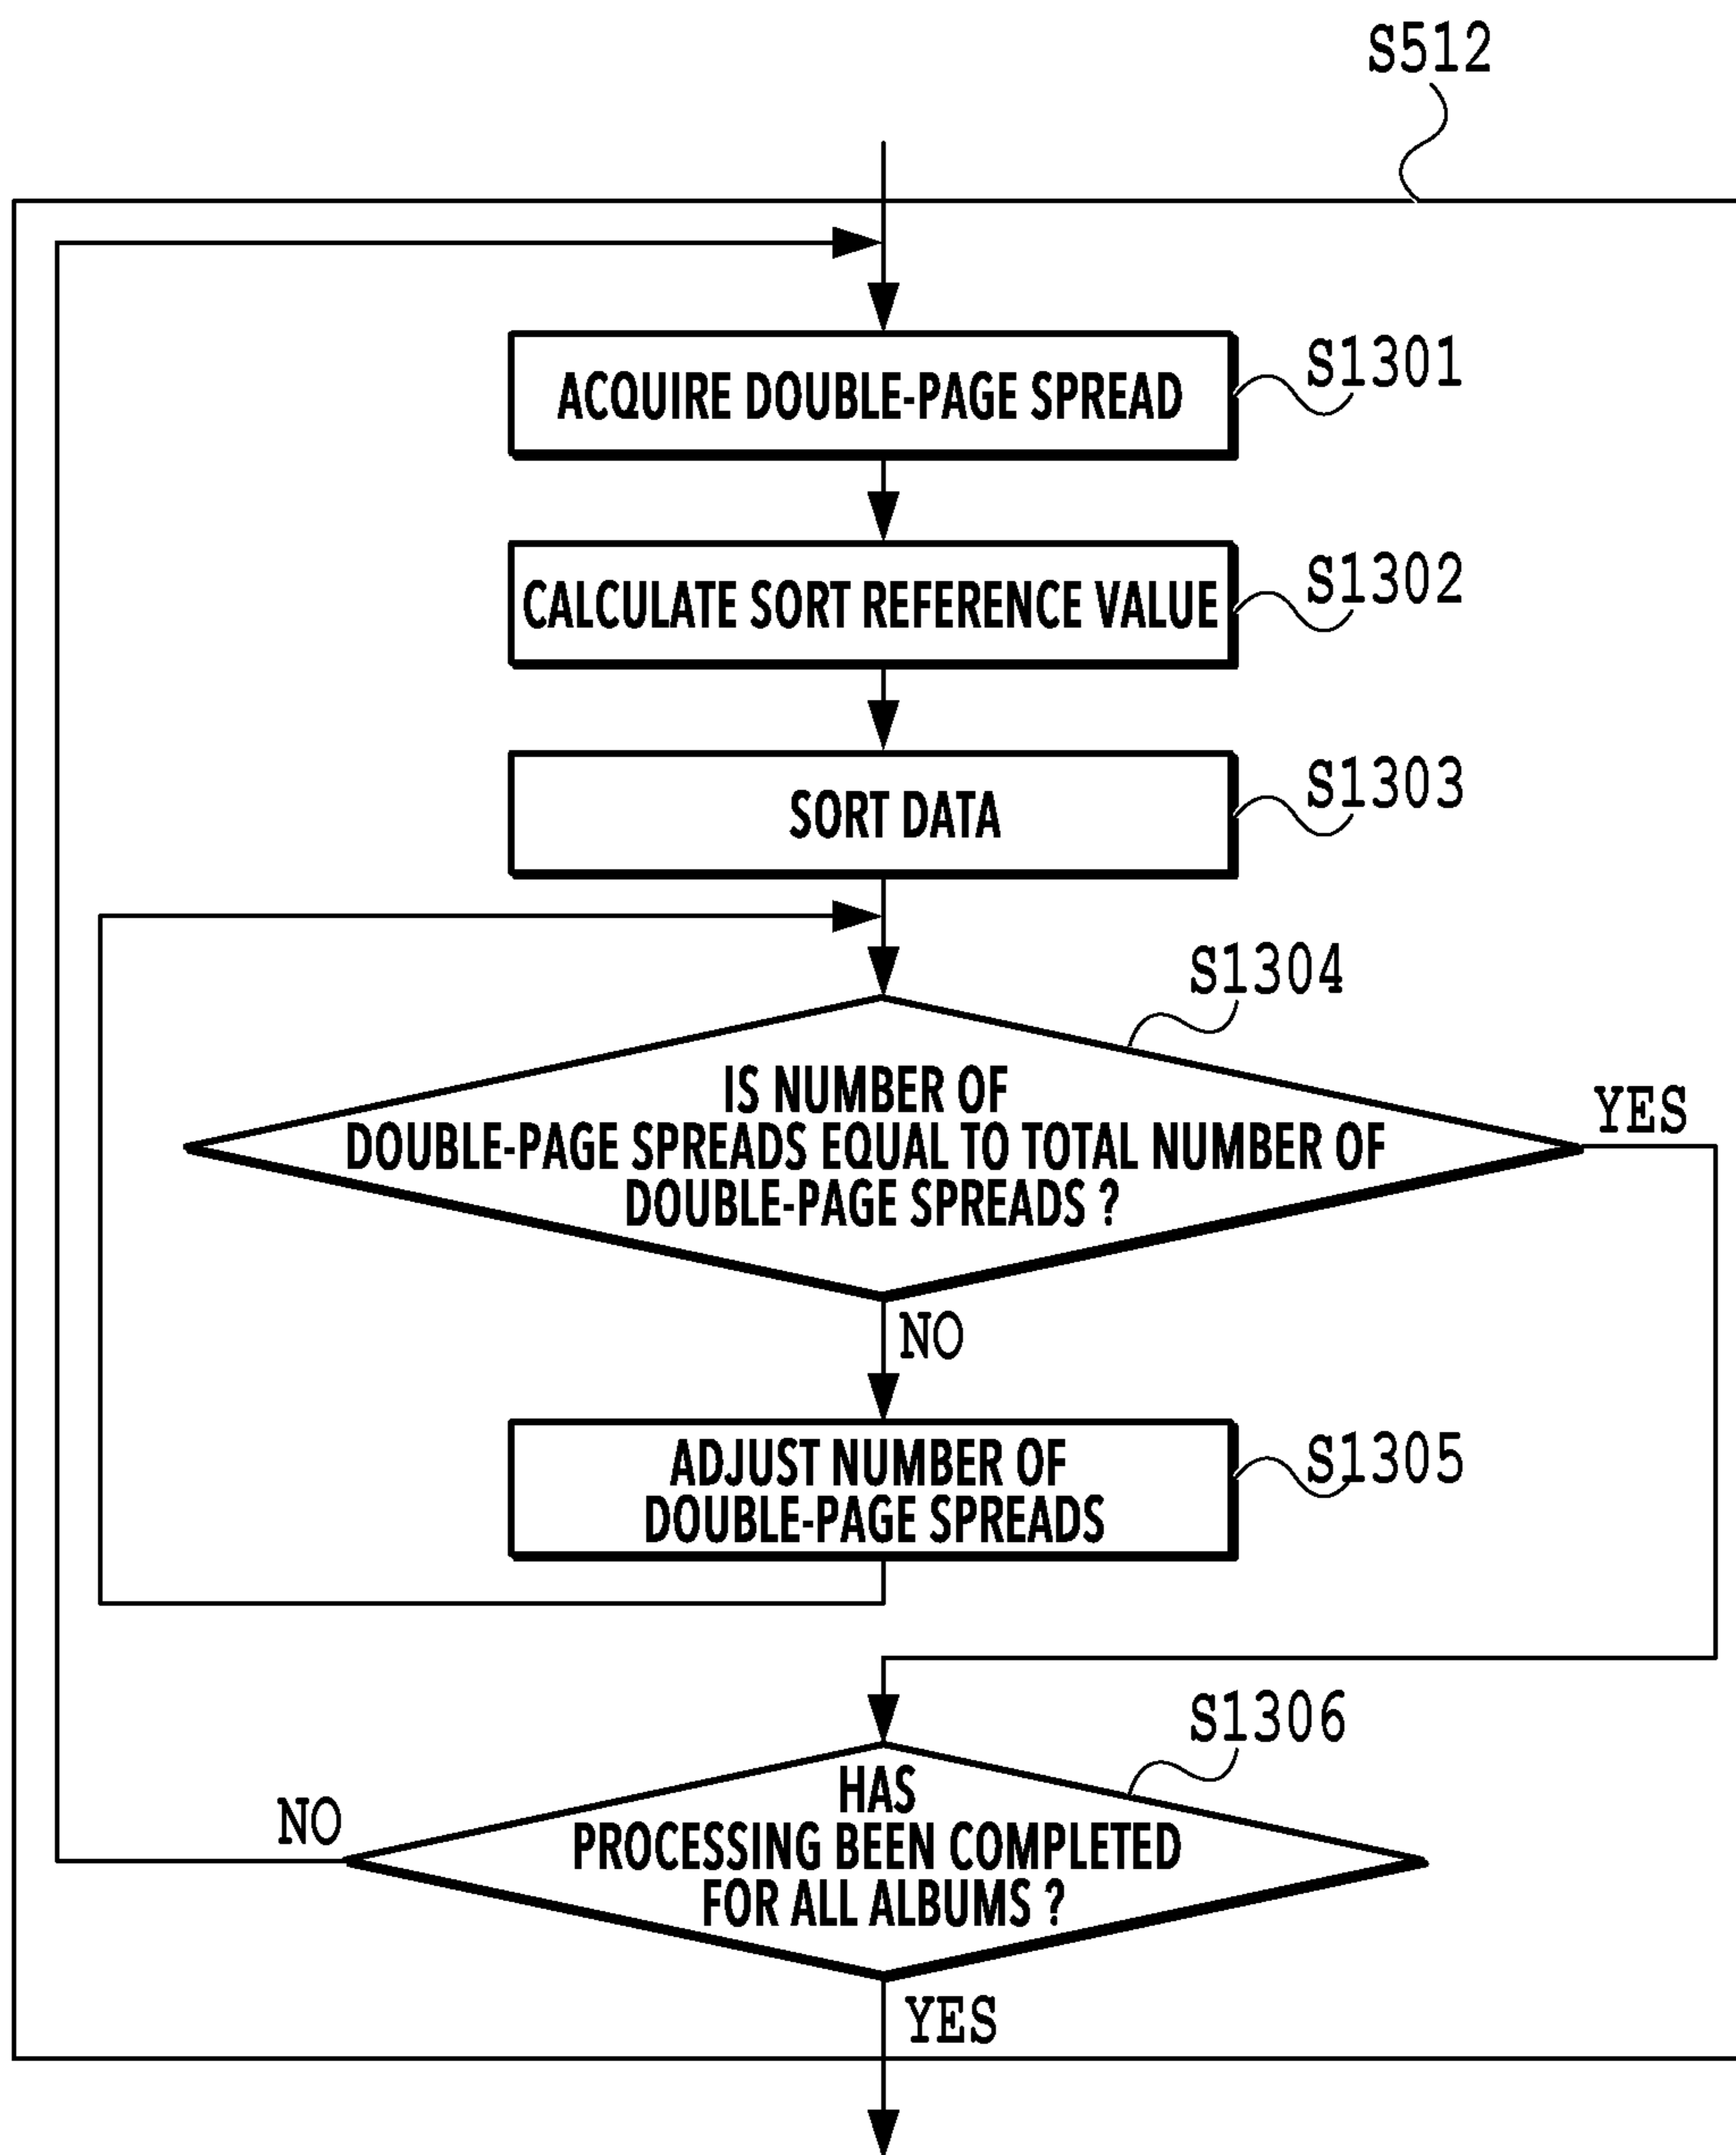 S512
ACQUIRE DOUBLE-PAGE SPREAD
S1301
CALCULATE SORT REFERENCE VALUE
S1302
SORT DATA
S1303
S1304
IS NUMBER OF
DOUBLE-PAGE SPREADS EQUAL TO TOTAL NUMBER OF
DOUBLE-PAGE SPREADS ?
YES
NO
ADJUST NUMBER OF
DOUBLE-PAGE SPREADS
S1305
S1306
HAS
PROCESSING BEEN COMPLETED
FOR ALL ALBUMS ?
NO
YES